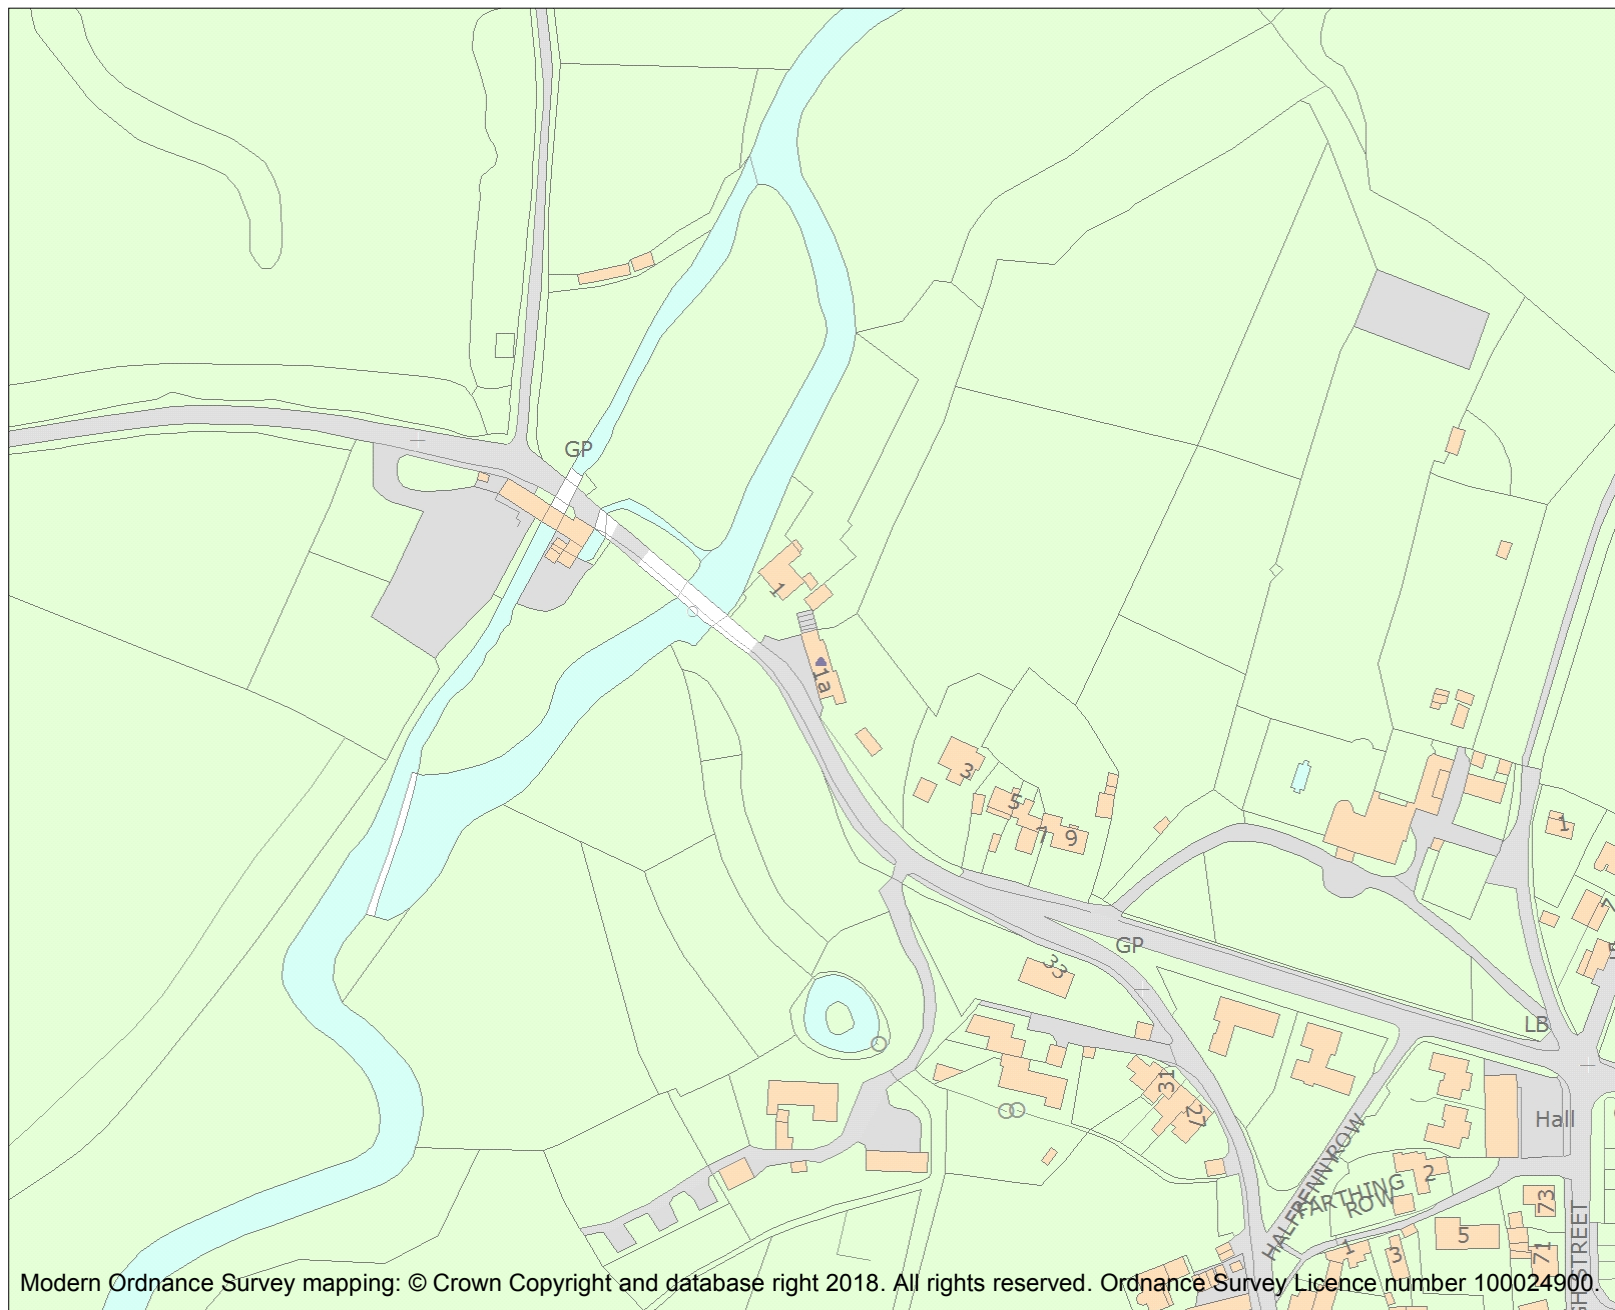 GP
1
1a
3
5
7
9
1
7
GP
33
LB
31
27
Hall
HALFPENNY ROW
FARTHING
ROW
2
73
5
1
3
71
Modern Ordnance Survey mapping: © Crown Copyright and database right 2018. All rights reserved. Ordnance Survey Licence number 100024900.